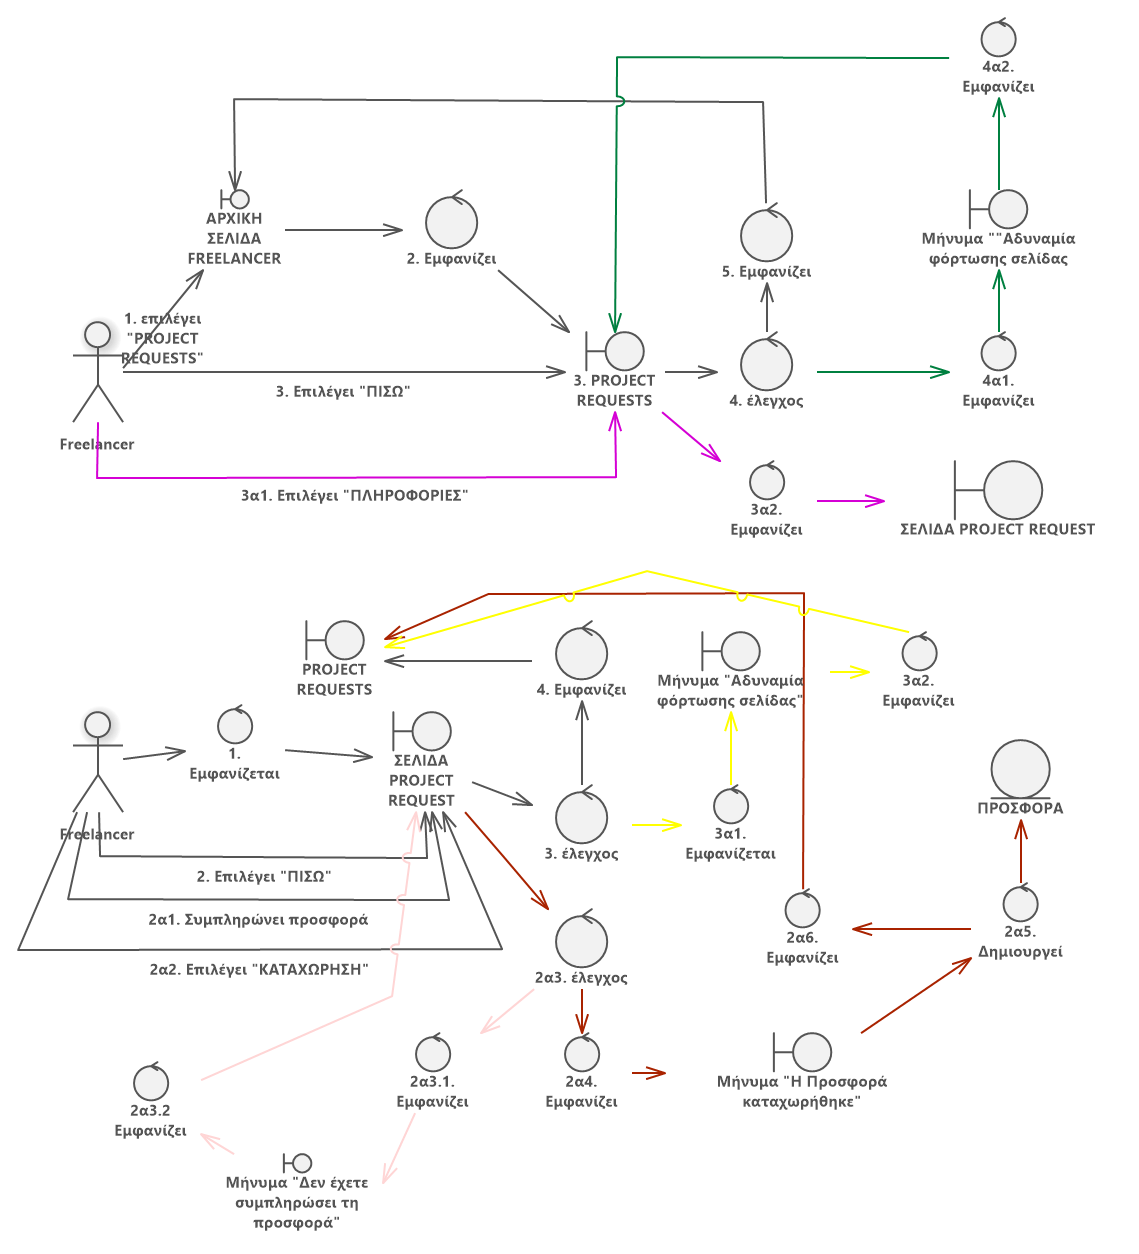 4α2.
Εμφανίζει
ΑΡΧΙΚΗ
ΣΕΛΙΔΑ
FREELANCER
2. Εμφανίζει
5. Εμφανίζει
Μήνυμα ""Αδυναμία
φόρτωσης σελίδας
1. επιλέγει
"PROJECT
REQUESTS"
3. Επιλέγει "ΠΙΣΩ"
3. PROJECT
REQUESTS
4. έλεγχος
4α1.
Εμφανίζει
Freelancer
3α1. Επιλέγει "ΠΛΗΡΟΦΟΡΙΕΣ"
3α2.
Εμφανίζει
ΣΕΛΙΔΑ PROJECT REQUEST
PROJECT
REQUESTS
4. Εμφανίζει
Μήνυμα "Αδυναμία
φόρτωσης σελίδας"
3α2.
Εμφανίζει
1.
Εμφανίζεται
ΣΕΛΙΔΑ
PROJECT
REQUEST
ΠΡΟΣΦΟΡΑ
Freelancer
3. έλεγχος
3α1.
Εμφανίζεται
2. Επιλέγει "ΠΙΣΩ"
2α1. Συμπληρώνει προσφορά
2α2. Επιλέγει "ΚΑΤΑΧΩΡΗΣΗ"
2α3. έλεγχος
2α6.
Εμφανίζει
2α5.
Δημιουργεί
2α3.1.
Εμφανίζει
2α4.
Εμφανίζει
Μήνυμα "Η Προσφορά
καταχωρήθηκε"
2α3.2
Εμφανίζει
Μήνυμα "Δεν έχετε
συμπληρώσει τη
προσφορά"